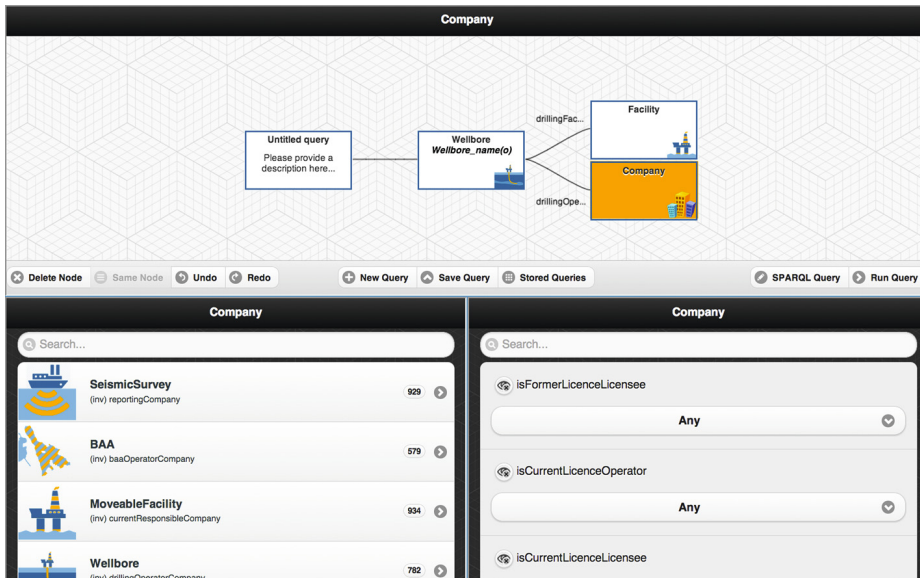 Company
Untitled query
Please provide a
description here...
Wellbore
Wellbore_name(o)
drillingFac...
Facility
Company
drillingOpe...
Delete Node
Same Node
Undo
Redo
New Query
Save Query
Stored Queries
SPARQL Query
Run Query
Company
Search...
SeismicSurvey
(inv) reportingCompany
929
BAA
(inv) baaOperatorCompany
579
MoveableFacility
(inv) currentResponsibleCompany
934
Wellbore
(inv) drillingOperatorCompany
782
Company
Search...
isFormerLicenceLicensee
Any
isCurrentLicenceOperator
Any
isCurrentLicenceLicensee